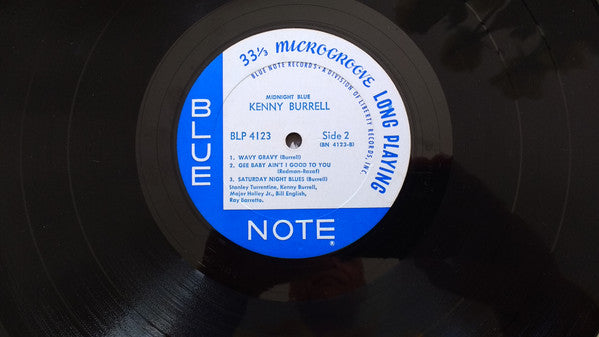 33⅓ MICROGROOVE LONG PLAYING
BLUE NOTE RECORDS • A DIVISION OF LIBERTY RECORDS, INC.
MIDNIGHT BLUE
KENNY BURRELL
BLP 4123 Side 2
(BN 4123-B)
1. WAVY GRAVY (Burrell)
2. GEE BABY AIN'T I GOOD TO YOU
(Redman-Razaf)
3. SATURDAY NIGHT BLUES (Burrell)
Stanley Turrentine, Kenny Burrell,
Major Holley Jr., Bill English,
Ray Barretto.
BLUE
NOTE®